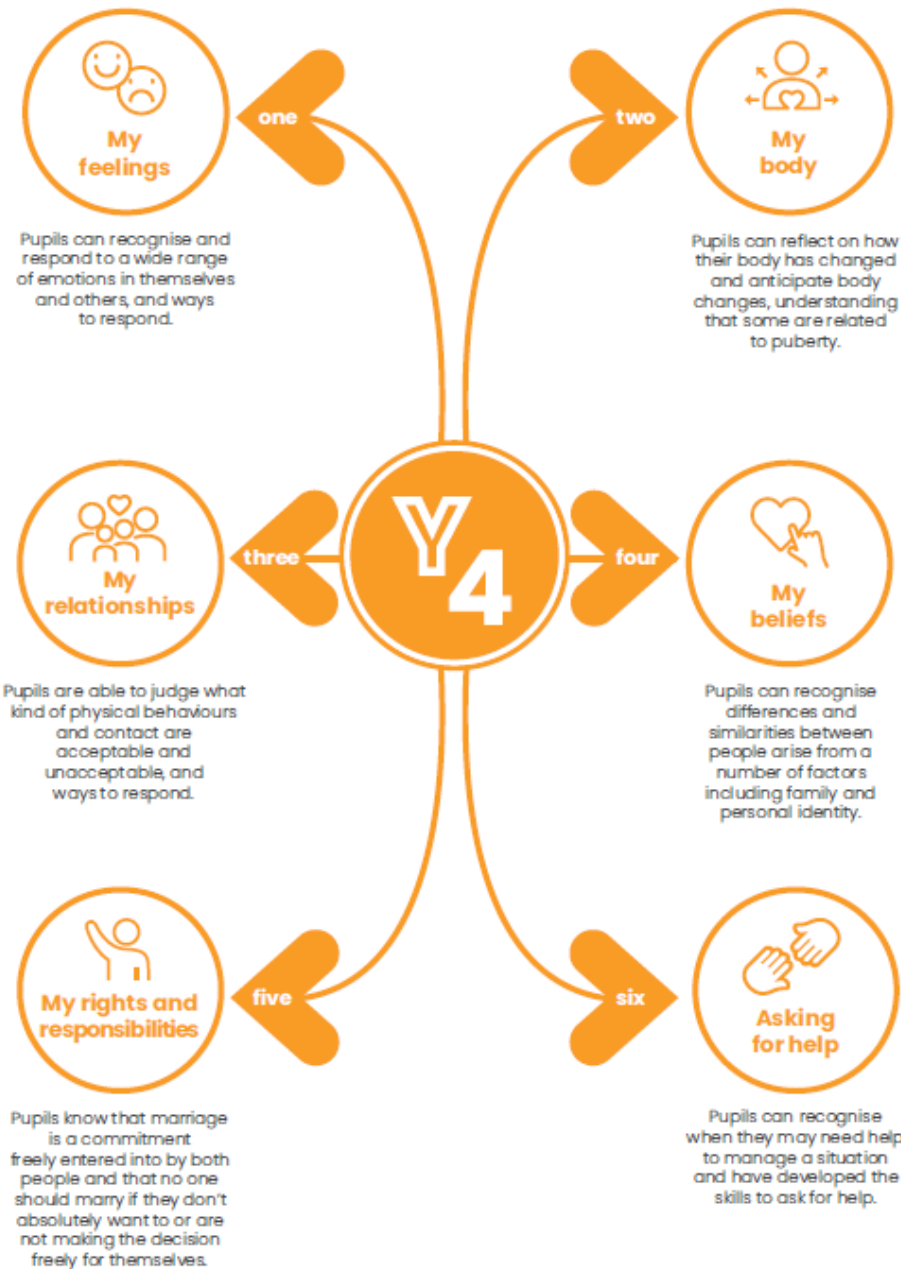 one
My
feelings
Pupils can recognise and
respond to a wide range
of emotions in themselves
and others, and ways
to respond.
two
My
body
Pupils can reflect on how
their body has changed
and anticipate body
changes, understanding
that some are related
to puberty.
Y
4
three
My
relationships
Pupils are able to judge what
kind of physical behaviours
and contact are
acceptable and
unacceptable, and
ways to respond.
four
My
beliefs
Pupils can recognise
differences and
similarities between
people arise from a
number of factors
including family and
personal identity.
five
My rights and
responsibilities
Pupils know that marriage
is a commitment
freely entered into by both
people and that no one
should marry if they don't
absolutely want to or are
not making the decision
freely for themselves.
six
Asking
for help
Pupils can recognise
when they may need help
to manage a situation
and have developed the
skills to ask for help.